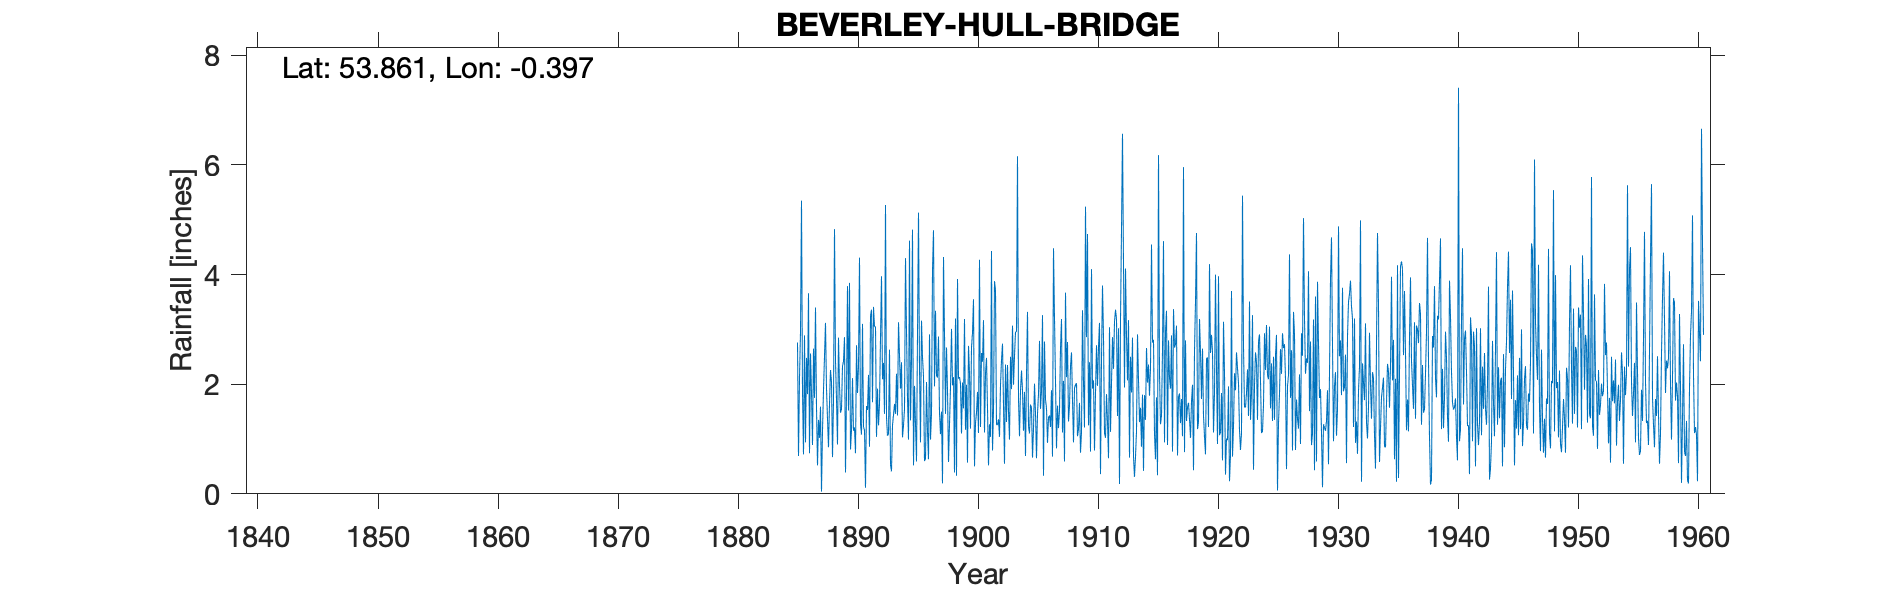 BEVERLEY-HULL-BRIDGE
Lat: 53.861, Lon: -0.397
Rainfall [inches]
8
6
4
2
0
1840 1850 1860 1870 1880 1890 1900 1910 1920 1930 1940 1950 1960
Year